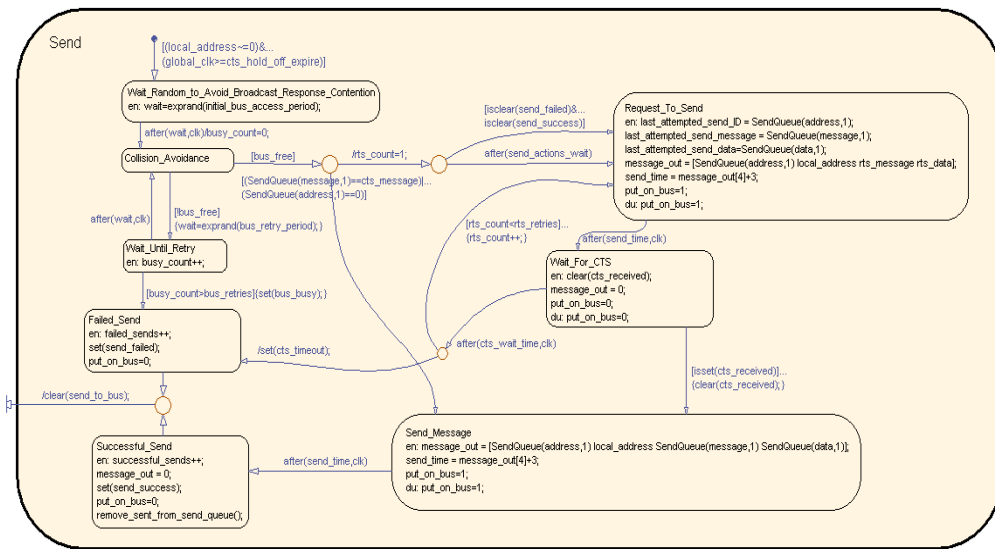 Send
[(local_address~=0)&...
(global_clk>=cts_hold_off_expire)]
Wait_Random_to_Avoid_Broadcast_Response_Contention
en: wait=exprand(initial_bus_access_period);
after(wait,clk)/busy_count=0;
Collision_Avoidance
[bus_free]
/rts_count=1;
[isclear(send_failed)&...
isclear(send_success)]
after(send_actions_wait)
[(SendQueue(message,1)==cts_message)|...
(SendQueue(address,1)==0)]
Request_To_Send
en: last_attempted_send_ID = SendQueue(address,1);
last_attempted_send_message = SendQueue(message,1);
last_attempted_send_data=SendQueue(data,1);
message_out = [SendQueue(address,1) local_address rts_message rts_data];
send_time = message_out[4]+3;
put_on_bus=1;
du: put_on_bus=1;
after(wait,clk)
[!bus_free]
{wait=exprand(bus_retry_period);}
Wait_Until_Retry
en: busy_count++;
[rts_count<rts_retries]...
{rts_count++;}
after(send_time,clk)
Wait_For_CTS
en: clear(cts_received);
message_out = 0;
put_on_bus=0;
du: put_on_bus=0;
[busy_count>bus_retries]{set(bus_busy);}
Failed_Send
en: failed_sends++;
set(send_failed);
put_on_bus=0;
/set(cts_timeout);
after(cts_wait_time,clk)
[isset(cts_received)]...
{clear(cts_received);}
/clear(send_to_bus);
Successful_Send
en: successful_sends++;
message_out = 0;
set(send_success);
put_on_bus=0;
remove_sent_from_send_queue();
after(send_time,clk)
Send_Message
en: message_out = [SendQueue(address,1) local_address SendQueue(message,1) SendQueue(data,1)];
send_time = message_out[4]+3;
put_on_bus=1;
du: put_on_bus=1;